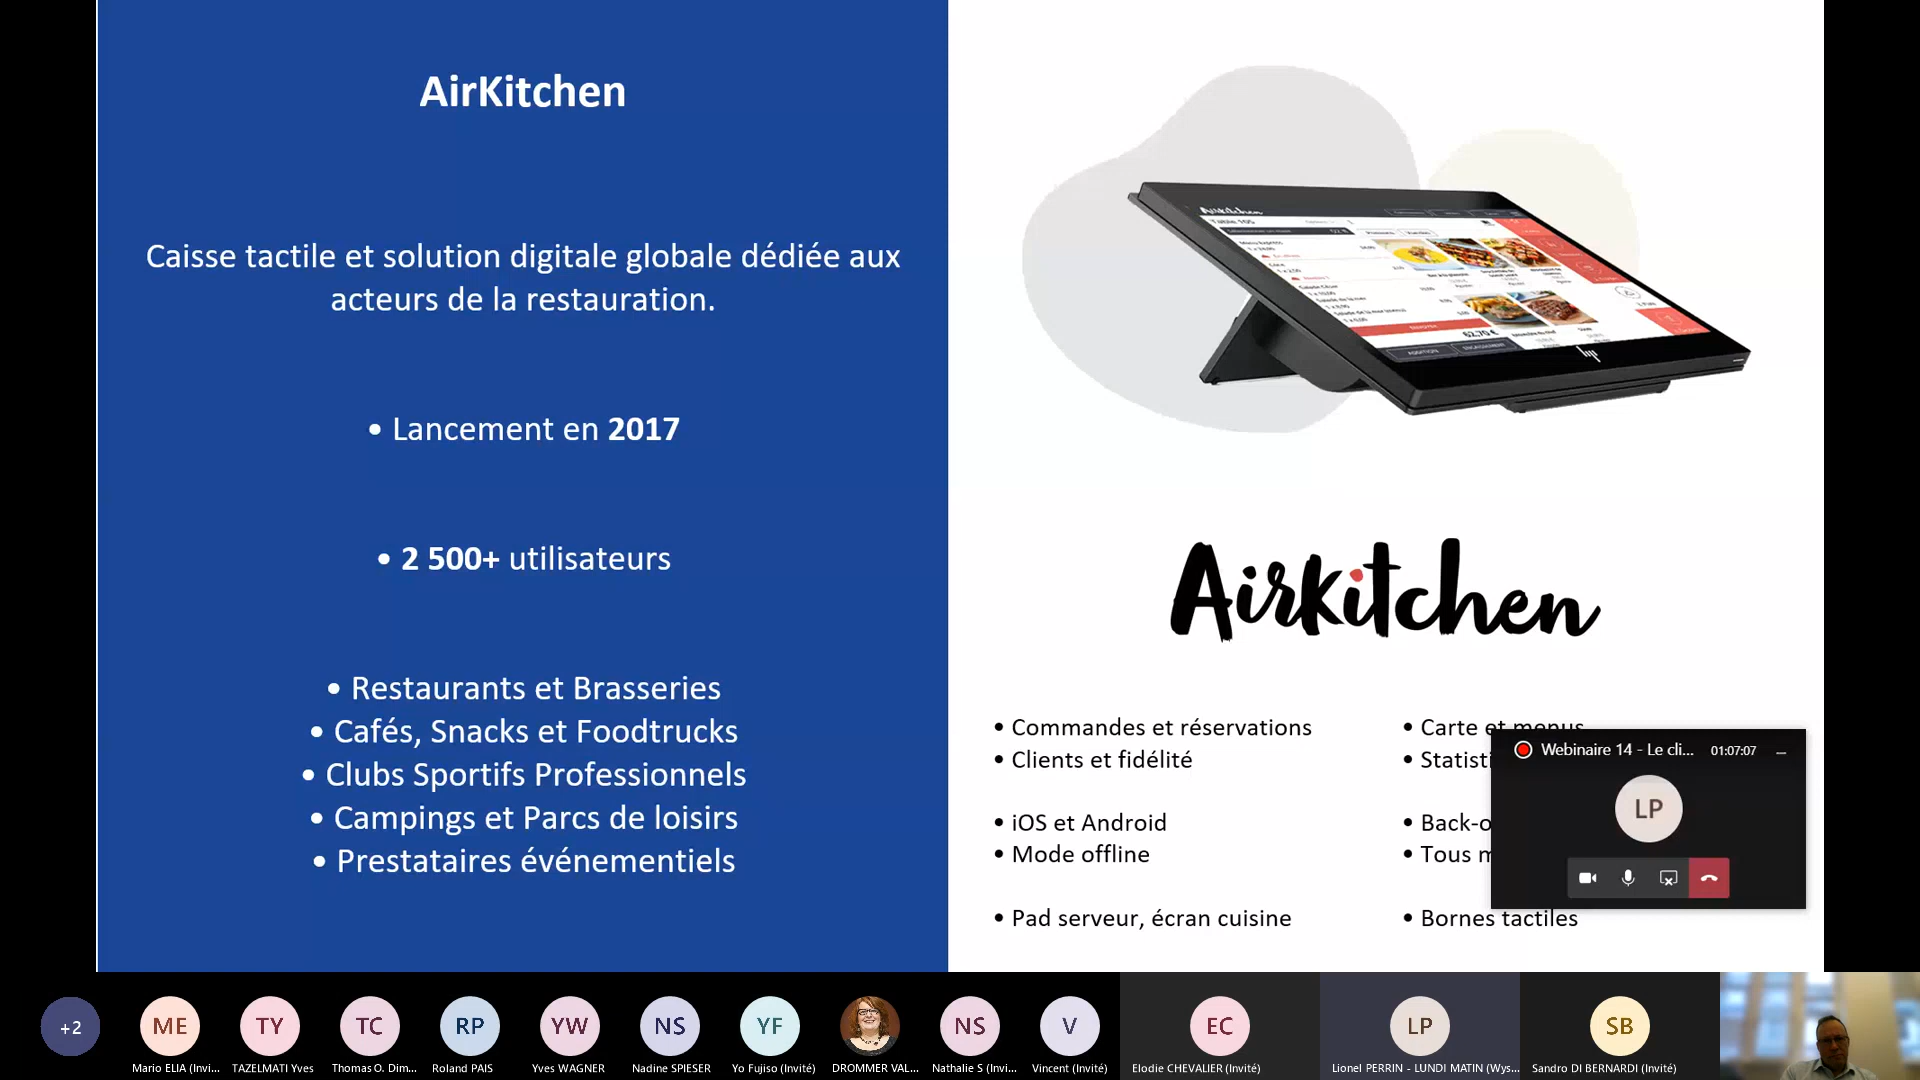 AirKitchen
Caisse tactile et solution digitale globale dédiée aux
acteurs de la restauration.
• Lancement en 2017
• 2 500+ utilisateurs
• Restaurants et Brasseries
• Cafés, Snacks et Foodtrucks
• Clubs Sportifs Professionnels
• Campings et Parcs de loisirs
• Prestataires événementiels
Airkitchen
62,70 €
hp
Airkitchen
• Commandes et réservations
• Clients et fidélité
• iOS et Android
• Mode offline
• Pad serveur, écran cuisine
• Carte et menus
• Statisti
• Back-o
• Tous m
• Bornes tactiles
Webinaire 14 - Le cli... 01:07:07
LP
+2
ME
TY
TC
RP
YW
NS
YF
NS
V
EC
LP
SB
Mario ELIA (Invi...
TAZELMATI Yves
Thomas O. Dim...
Roland PAIS
Yves WAGNER
Nadine SPIESER
Yo Fujiso (Invité)
DROMMER VAL...
Nathalie S (Invi...
Vincent (Invité)
Elodie CHEVALIER (Invité)
Lionel PERRIN - LUNDI MATIN (Wys...
Sandro DI BERNARDI (Invité)